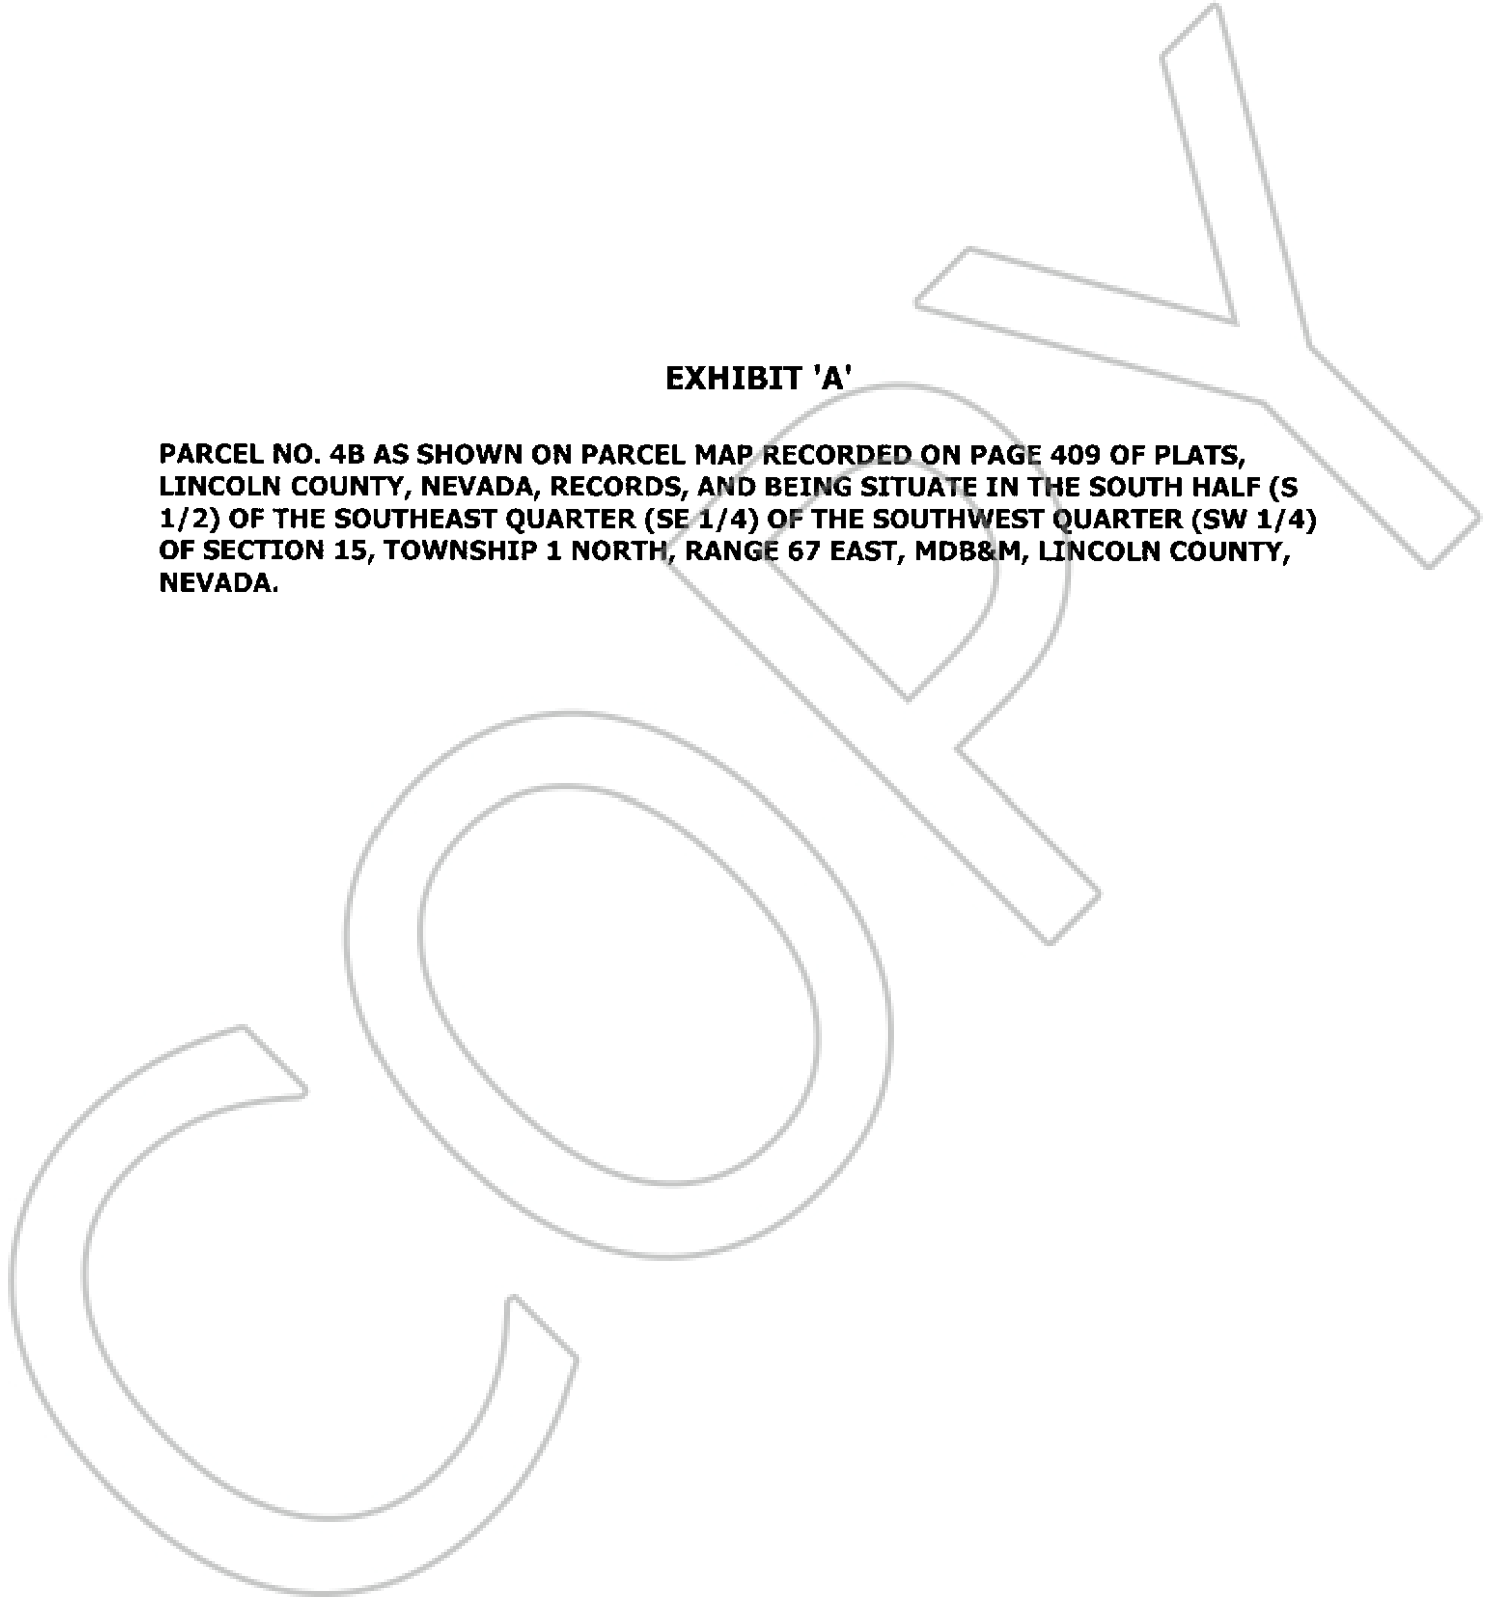 EXHIBIT 'A'
PARCEL NO. 4B AS SHOWN ON PARCEL MAP RECORDED ON PAGE 409 OF PLATS,
LINCOLN COUNTY, NEVADA, RECORDS, AND BEING SITUATE IN THE SOUTH HALF (S
1/2) OF THE SOUTHEAST QUARTER (SE 1/4) OF THE SOUTHWEST QUARTER (SW 1/4)
OF SECTION 15, TOWNSHIP 1 NORTH, RANGE 67 EAST, MDB&M, LINCOLN COUNTY,
NEVADA.
COPY